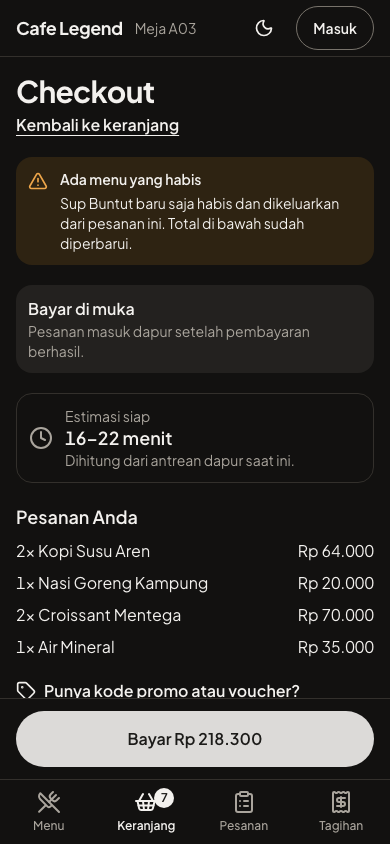 Cafe Legend Meja A03 Masuk
Checkout
Kembali ke keranjang
Ada menu yang habis
Sup Buntut baru saja habis dan dikeluarkan
dari pesanan ini. Total di bawah sudah
diperbarui.
Bayar di muka
Pesanan masuk dapur setelah pembayaran
berhasil.
Estimasi siap
16–22 menit
Dihitung dari antrean dapur saat ini.
Pesanan Anda
2× Kopi Susu Aren Rp 64.000
1× Nasi Goreng Kampung Rp 20.000
2× Croissant Mentega Rp 70.000
1× Air Mineral Rp 35.000
Punya kode promo atau voucher?
Bayar Rp 218.300
7
Menu Keranjang Pesanan Tagihan